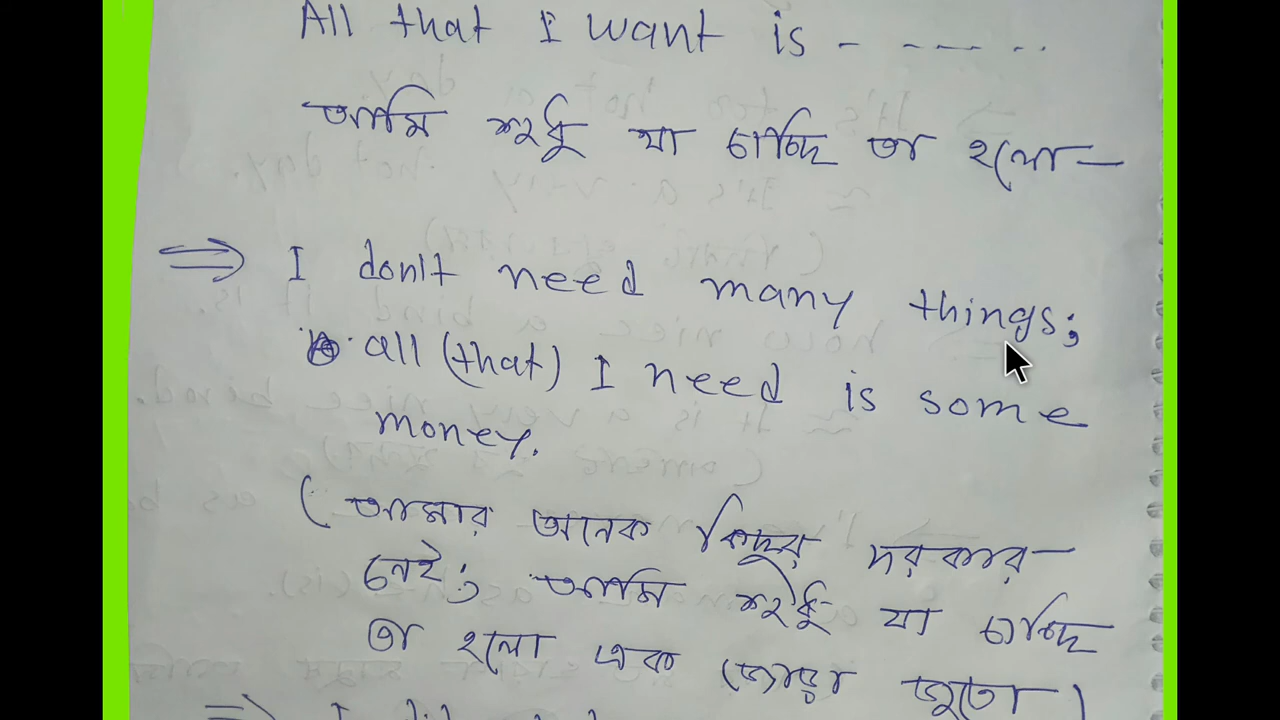 All that I want is - - --- - -
আমি শুধু যা চাচ্ছি তা হলো—
⇒ I don't need many things;
all (that) I need is some
money.
( আমার অনেক কিছুর দরকার
নেই; আমি শুধু যা চাচ্ছি
তা হলো এক জোড়া জুতো )
⇒ I